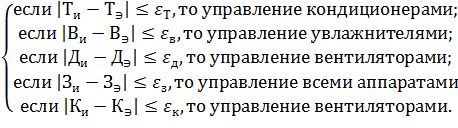 если |Tи − Tэ| ≤ εT, то управление кондиционерами;
если |Bи − Bэ| ≤ εв, то управление увлажнителями;
если |Ди − Дэ| ≤ εд, то управление вентиляторами;
если |Зи − Зэ| ≤ εз, то управление всеми аппаратами
если |Ки − КЭ| ≤ εк, то управление вентиляторами.